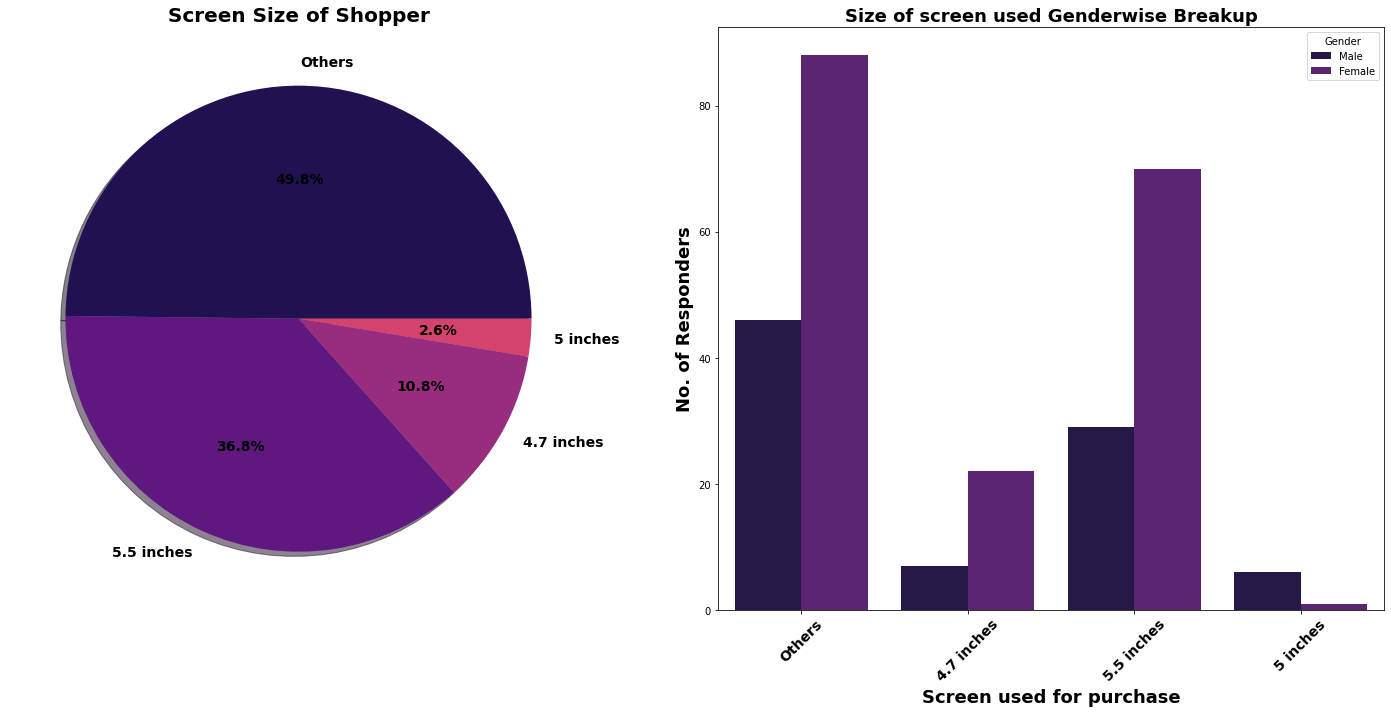 Screen Size of Shopper
Others
49.8%
2.6%
5 inches
10.8%
4.7 inches
36.8%
5.5 inches
Size of screen used Genderwise Breakup
Gender
Male
Female
No. of Responders
80
60
40
20
0
Others
4.7 inches
5.5 inches
5 inches
Screen used for purchase